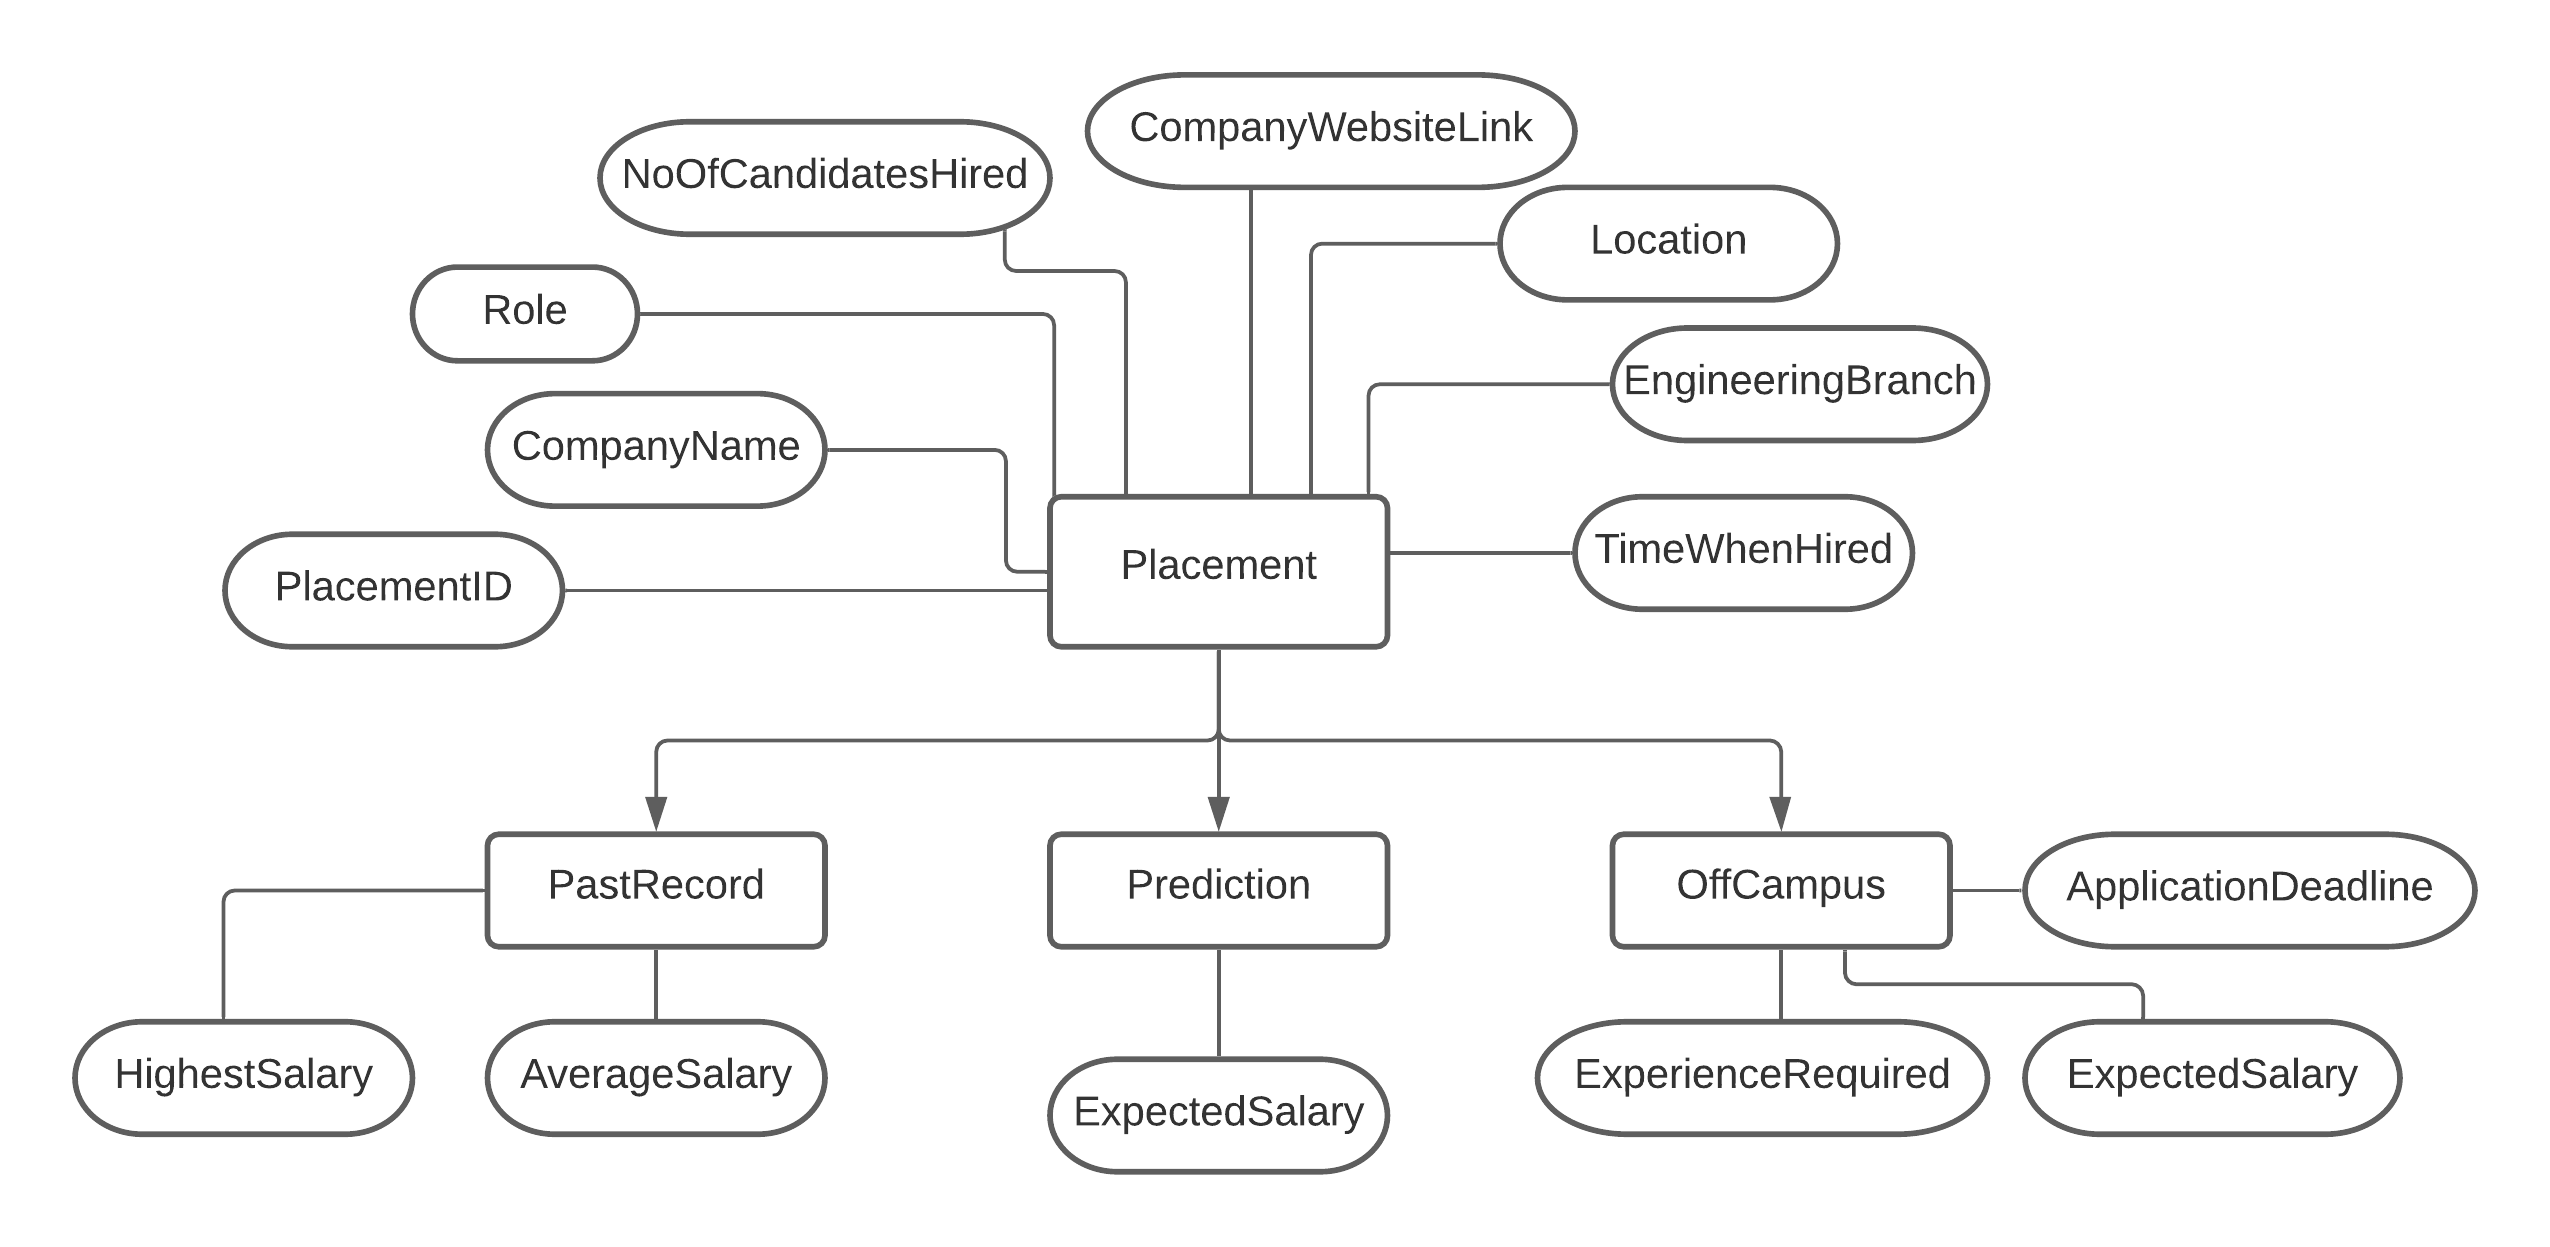 CompanyWebsiteLink
NoOfCandidatesHired
Location
Role
EngineeringBranch
CompanyName
TimeWhenHired
Placement
PlacementID
PastRecord
Prediction
OffCampus
ApplicationDeadline
HighestSalary
AverageSalary
ExpectedSalary
ExperienceRequired
ExpectedSalary